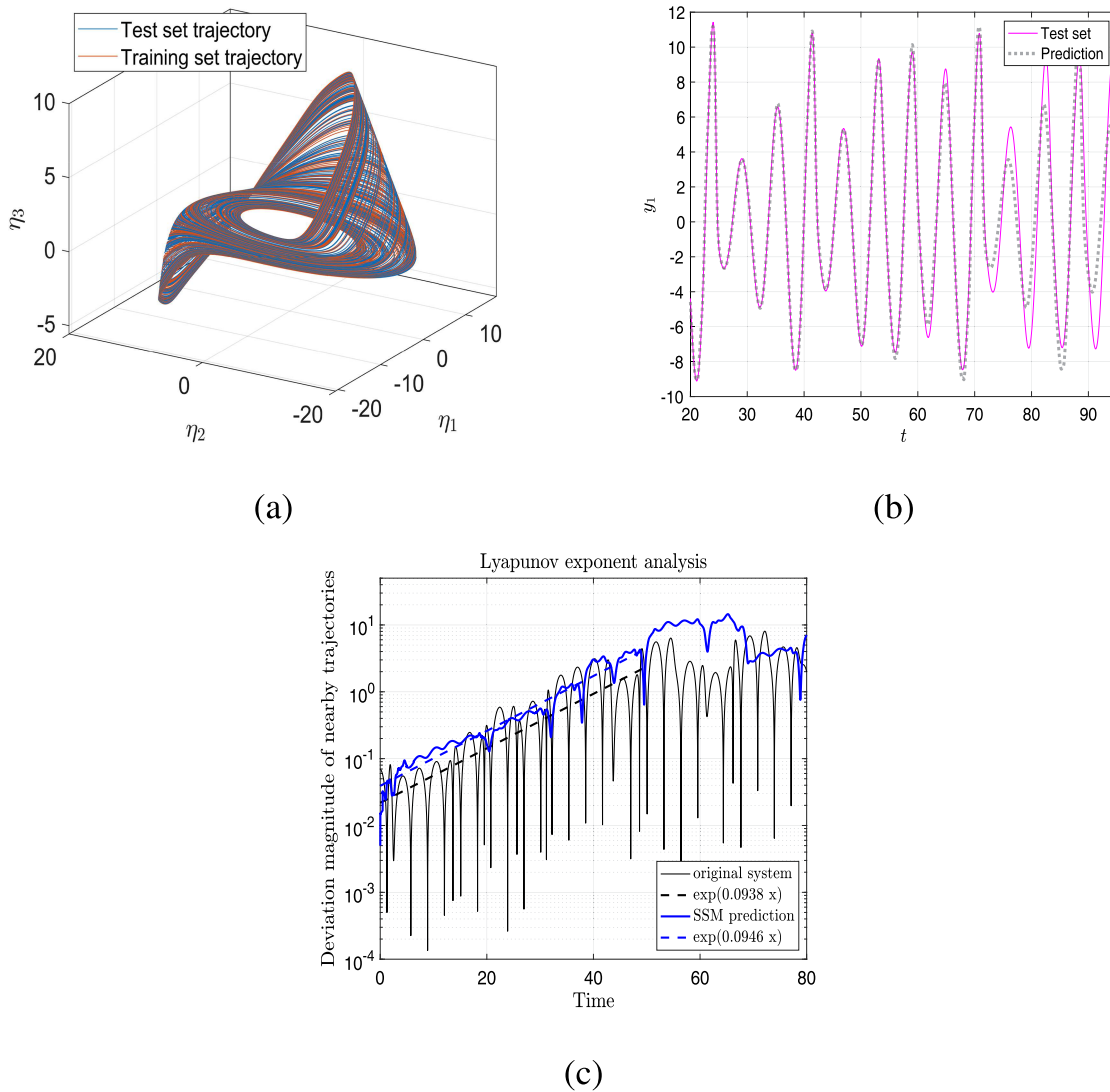 Test set trajectory
Training set trajectory
10
5
0
-5
η3
20
0
-20
η2
-20
-10
0
10
η1
(a)
12
10
8
6
4
2
0
-2
-4
-6
-8
-10
y1
20 30 40 50 60 70 80 90
t
Test set
Prediction
(b)
Lyapunov exponent analysis
Deviation magnitude of nearby trajectories
10^1
10^0
10^-1
10^-2
10^-3
10^-4
0 20 40 60 80
Time
original system
exp(0.0938 x)
SSM prediction
exp(0.0946 x)
(c)